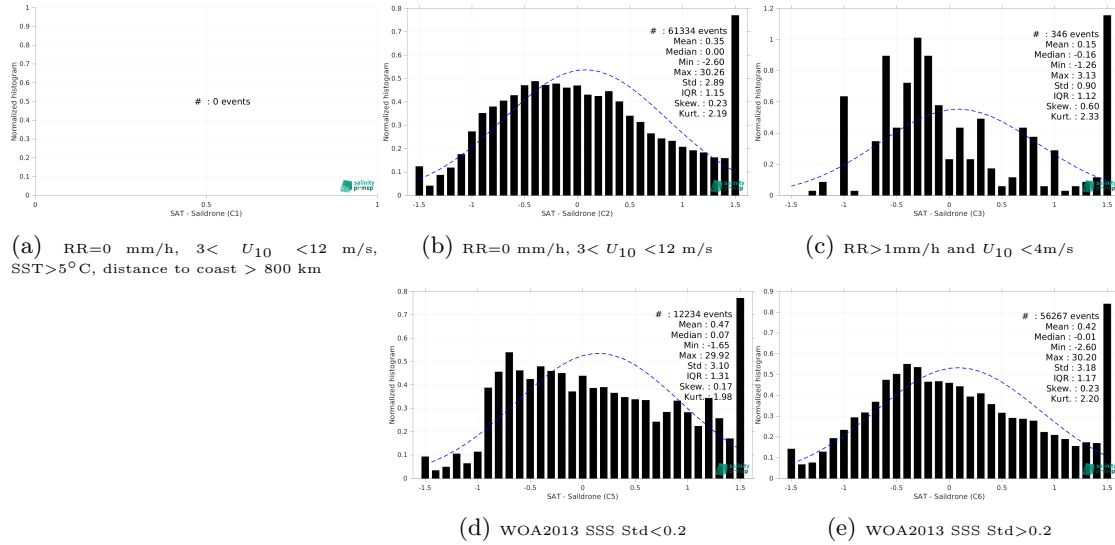 1
0.8
0.6
0.4
0.2
0
Normalized histogram
# : 0 events
0
0.5
1
SAT - Saildrone (C1)
salinity
pi-mep
(a) RR=0 mm/h, 3< U10 <12 m/s,
SST>5°C, distance to coast > 800 km
0.8
0.7
0.6
0.5
0.4
0.3
0.2
0.1
0
Normalized histogram
# : 61334 events
Mean : 0.35
Median : 0.00
Min : -2.60
Max : 30.26
Std : 2.89
IQR : 1.15
Skew. : 0.23
Kurt. : 2.19
-1.5
-1
-0.5
0
0.5
1
1.5
SAT - Saildrone (C2)
salinity
pi-mep
(b) RR=0 mm/h, 3< U10 <12 m/s
1.2
1
0.8
0.6
0.4
0.2
0
Normalized histogram
# : 346 events
Mean : 0.15
Median : -0.16
Min : -1.26
Max : 3.13
Std : 0.90
IQR : 1.12
Skew. : 0.60
Kurt. : 2.33
-1.5
-1
-0.5
0
0.5
1
1.5
SAT - Saildrone (C3)
salinity
pi-mep
(c) RR>1mm/h and U10 <4m/s
0.8
0.7
0.6
0.5
0.4
0.3
0.2
0.1
0
Normalized histogram
# : 12234 events
Mean : 0.47
Median : 0.07
Min : -1.65
Max : 29.92
Std : 3.10
IQR : 1.31
Skew. : 0.17
Kurt. : 1.98
-1.5
-1
-0.5
0
0.5
1
1.5
SAT - Saildrone (C5)
salinity
pi-mep
(d) WOA2013 SSS Std<0.2
0.9
0.8
0.7
0.6
0.5
0.4
0.3
0.2
0.1
0
Normalized histogram
# : 56267 events
Mean : 0.42
Median : -0.01
Min : -2.60
Max : 30.20
Std : 3.18
IQR : 1.17
Skew. : 0.23
Kurt. : 2.20
-1.5
-1
-0.5
0
0.5
1
1.5
SAT - Saildrone (C6)
salinity
pi-mep
(e) WOA2013 SSS Std>0.2